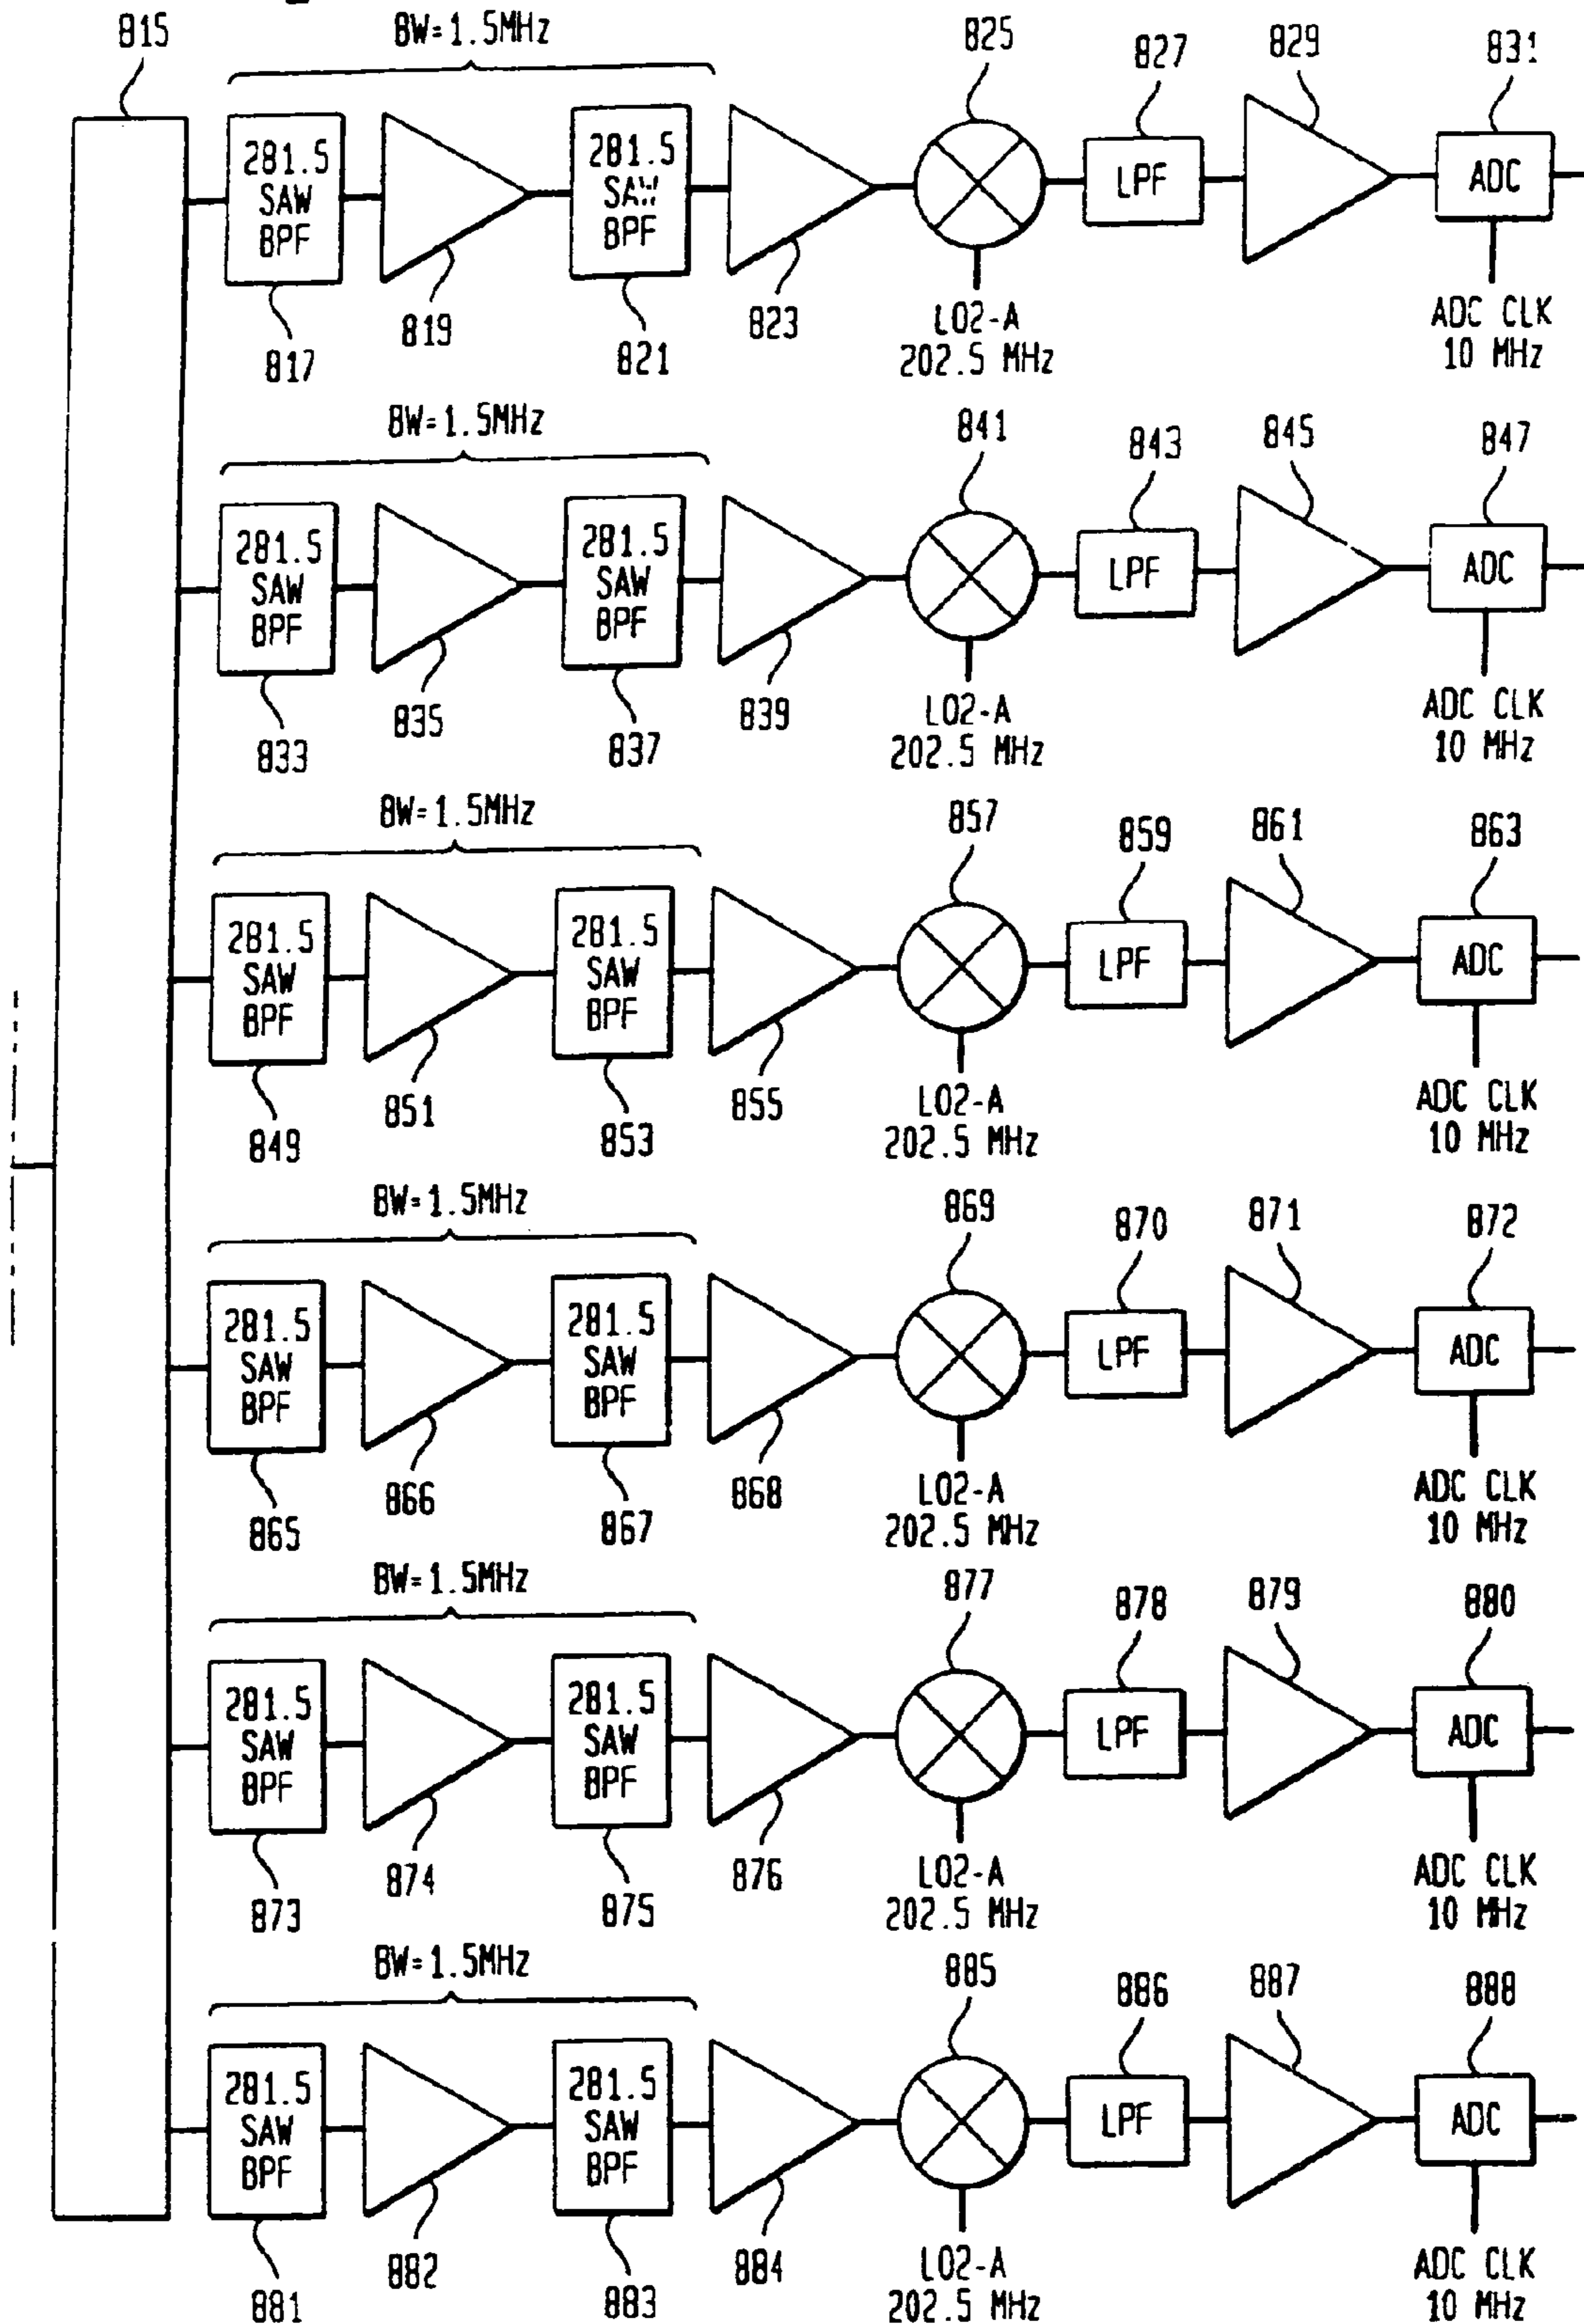 815
BW=1.5MHz
825
827
829
831
281.5
SAW
BPF
281.5
SAW
BPF
LPF
ADC
817
819
821
823
LO2-A
202.5 MHz
ADC CLK
10 MHz
BW=1.5MHz
841
843
845
847
281.5
SAW
BPF
281.5
SAW
BPF
LPF
ADC
833
835
837
839
LO2-A
202.5 MHz
ADC CLK
10 MHz
BW=1.5MHz
857
859
861
863
281.5
SAW
BPF
281.5
SAW
BPF
LPF
ADC
849
851
853
855
LO2-A
202.5 MHz
ADC CLK
10 MHz
BW=1.5MHz
869
870
871
872
281.5
SAW
BPF
281.5
SAW
BPF
LPF
ADC
865
866
867
868
LO2-A
202.5 MHz
ADC CLK
10 MHz
BW=1.5MHz
877
878
879
880
281.5
SAW
BPF
281.5
SAW
BPF
LPF
ADC
873
874
875
876
LO2-A
202.5 MHz
ADC CLK
10 MHz
BW=1.5MHz
885
886
887
888
281.5
SAW
BPF
281.5
SAW
BPF
LPF
ADC
881
882
883
884
LO2-A
202.5 MHz
ADC CLK
10 MHz